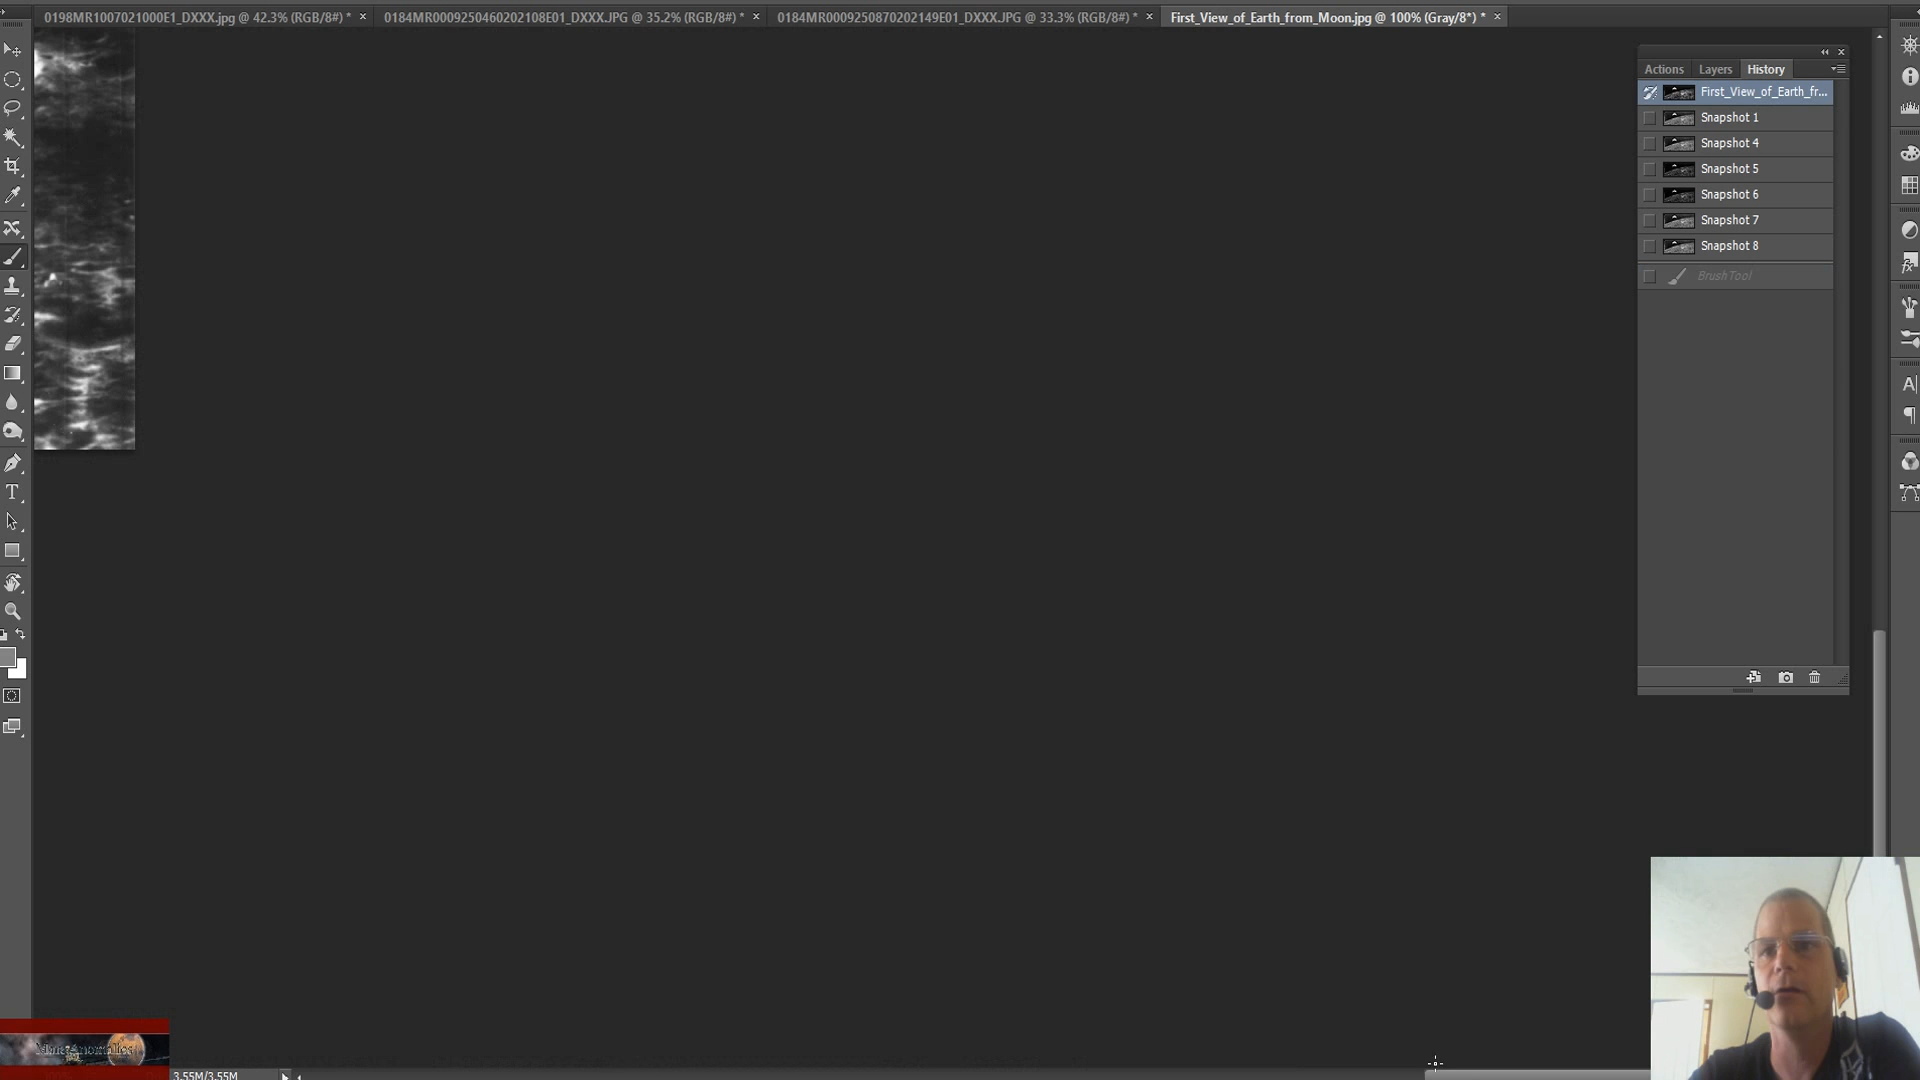 0198MR1007021000E1_DXXX.jpg @ 42.3% (RGB/8#) * ×
0184MR0009250460202108E01_DXXX.JPG @ 35.2% (RGB/8#) * ×
0184MR0009250870202149E01_DXXX.JPG @ 33.3% (RGB/8#) * ×
First_View_of_Earth_from_Moon.jpg @ 100% (Gray/8*) * ×
Actions Layers History
First_View_of_Earth_fr...
Snapshot 1
Snapshot 4
Snapshot 5
Snapshot 6
Snapshot 7
Snapshot 8
BrushTool
3.55M/3.55M